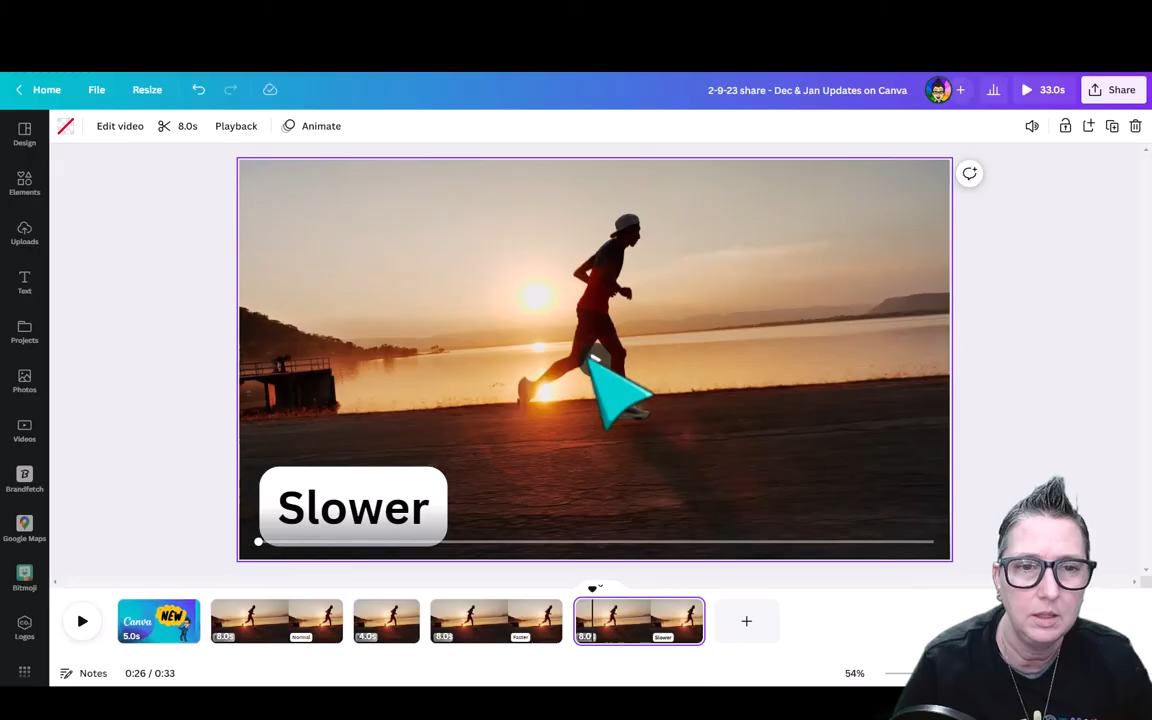 Home File Resize 2-9-23 share - Dec & Jan Updates on Canva 33.0s Share
Edit video 8.0s Playback Animate
Design
Elements
Uploads
Text
Projects
Photos
Videos
Brandfetch
Google Maps
Bitmoji
Logos
Slower
Canva NEW
5.0s 8.0s Normal 4.0s 8.0s Faster 8.0 Slower
Notes 0:26 / 0:33 54%